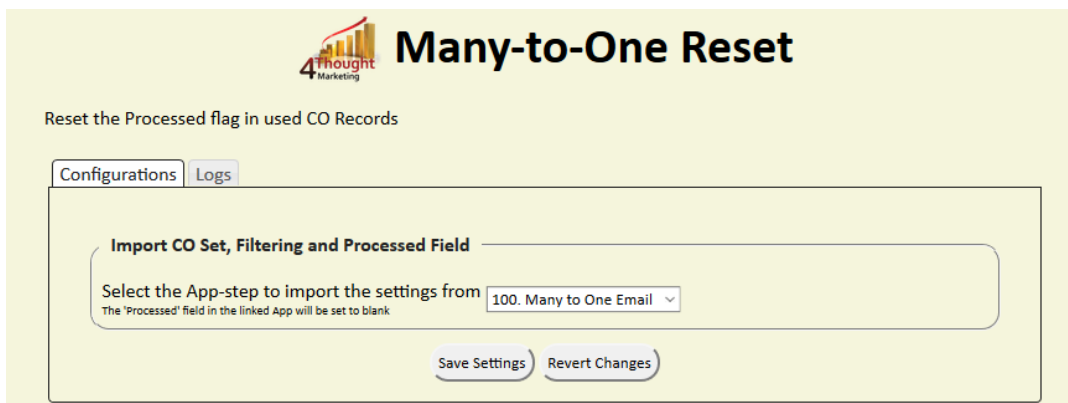 4Thought
Marketing
Many-to-One Reset
Reset the Processed flag in used CO Records
Configurations Logs
Import CO Set, Filtering and Processed Field
Select the App-step to import the settings from 100. Many to One Email
The 'Processed' field in the linked App will be set to blank
Save Settings Revert Changes